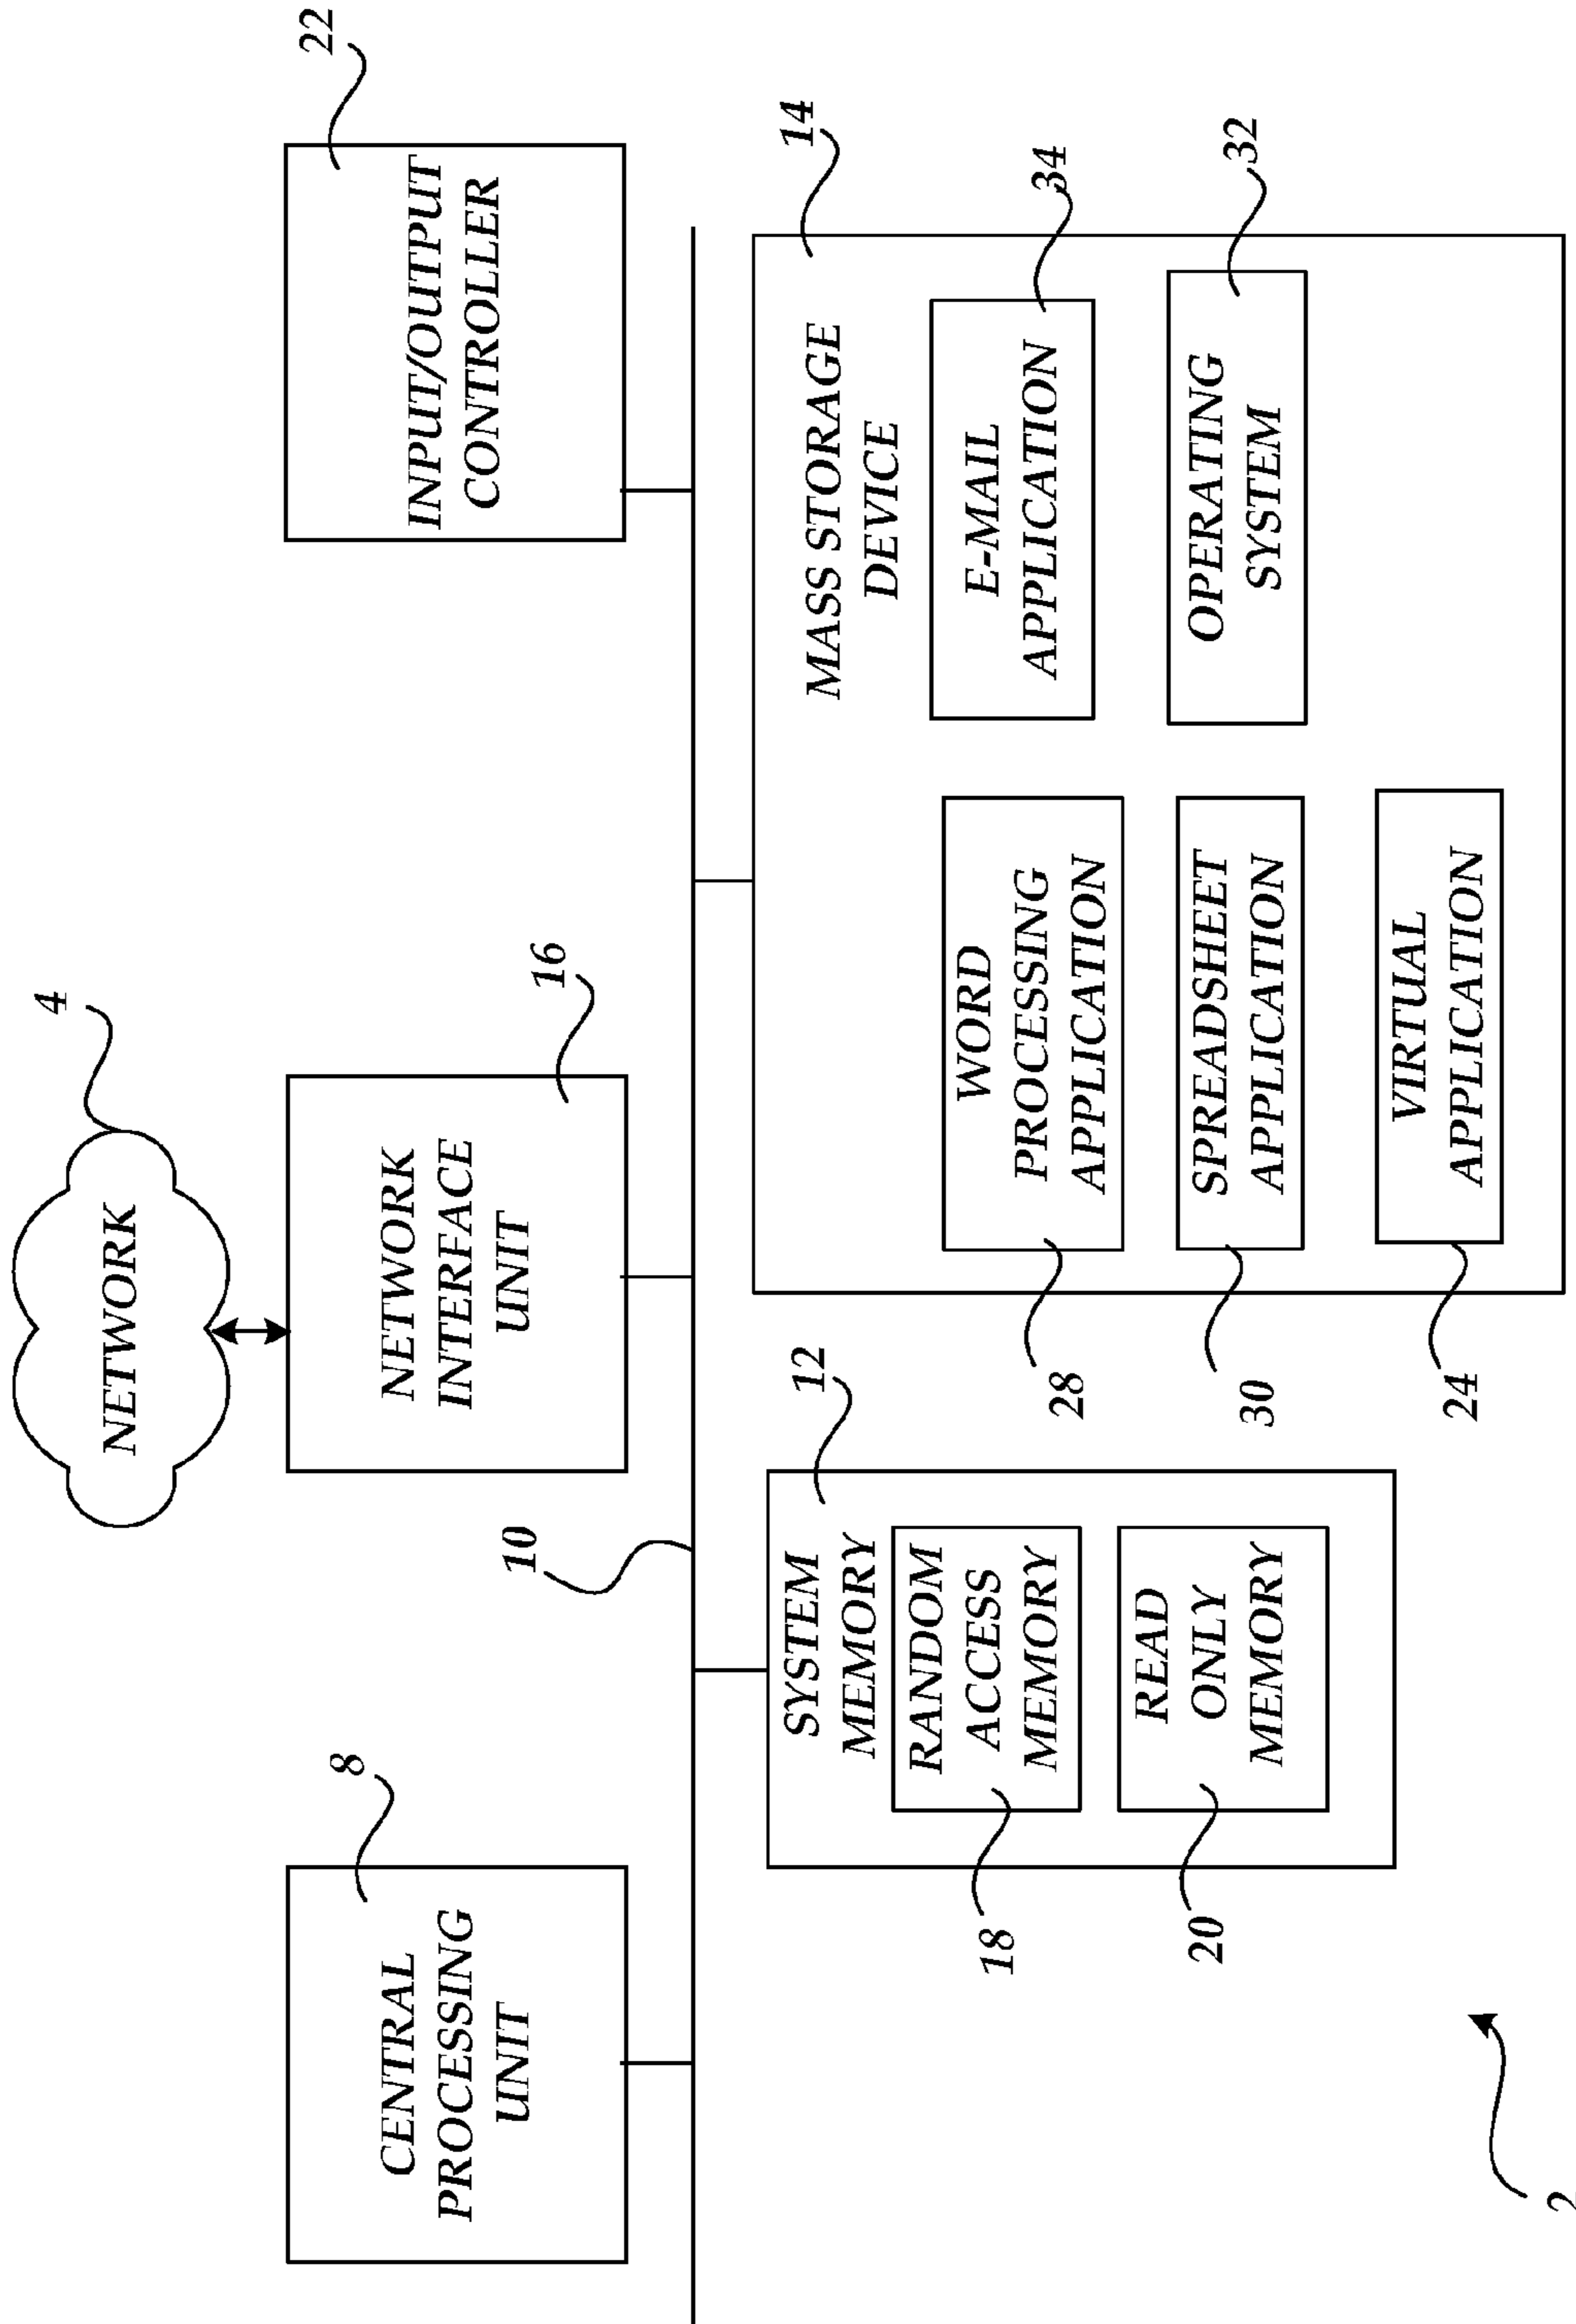 4
NETWORK
8
CENTRAL
PROCESSING
UNIT
16
NETWORK
INTERFACE
UNIT
22
INPUT/OUTPUT
CONTROLLER
10
12
SYSTEM
MEMORY
18
RANDOM
ACCESS
MEMORY
20
READ
ONLY
MEMORY
14
MASS STORAGE
DEVICE
28
WORD
PROCESSING
APPLICATION
34
E-MAIL
APPLICATION
30
SPREADSHEET
APPLICATION
32
OPERATING
SYSTEM
24
VIRTUAL
APPLICATION
2